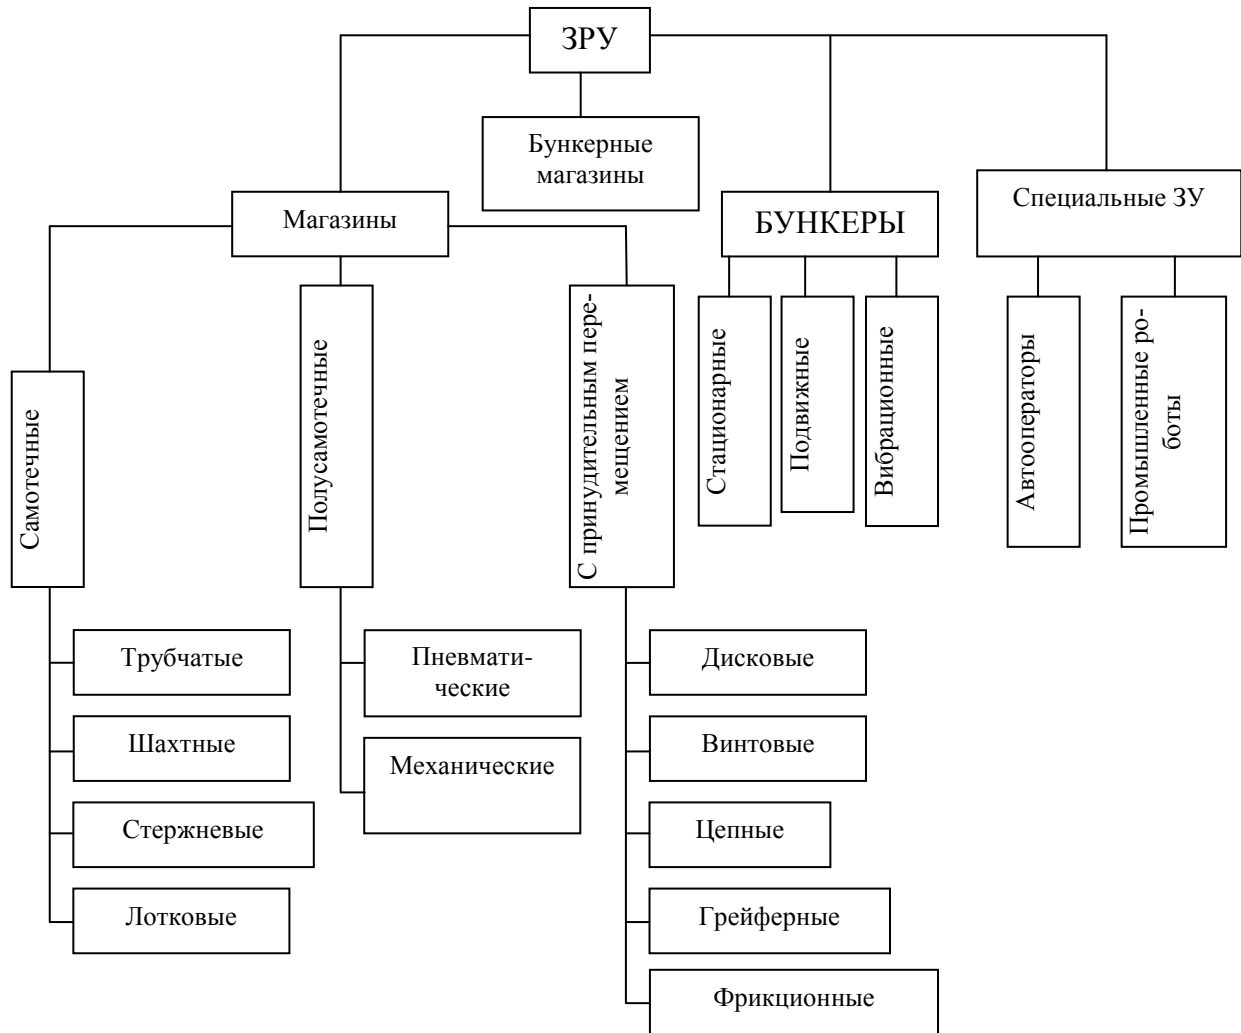 ЗРУ
Бункерные
магазины
Магазины
БУНКЕРЫ
Специальные ЗУ
Самотечные
Полусамотечные
С принудительным пере-
мещением
Стационарные
Подвижные
Вибрационные
Автооператоры
Промышленные ро-
боты
Трубчатые
Шахтные
Стержневые
Лотковые
Пневмати-
ческие
Механические
Дисковые
Винтовые
Цепные
Грейферные
Фрикционные